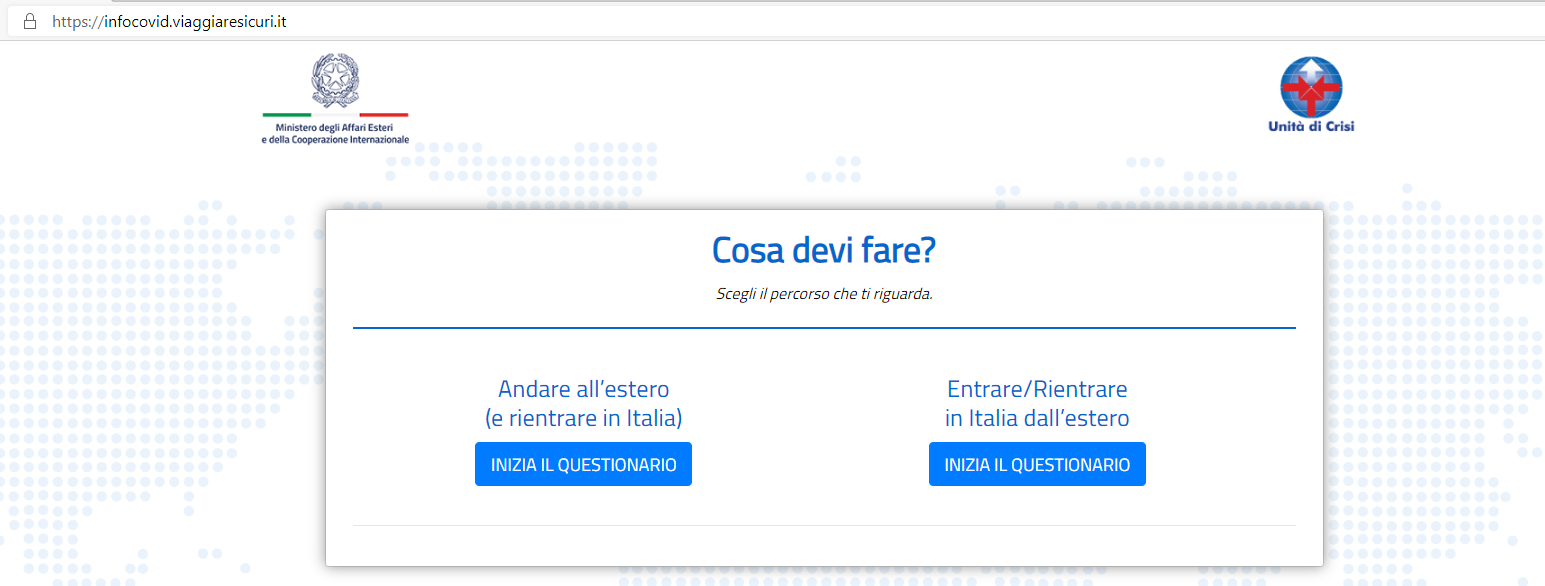 https://infocovid.viaggiaresicuri.it
Ministero degli Affari Esteri
e della Cooperazione Internazionale
Unità di Crisi
Cosa devi fare?
Scegli il percorso che ti riguarda.
Andare all’estero
(e rientrare in Italia)
INIZIA IL QUESTIONARIO
Entrare/Rientrare
in Italia dall’estero
INIZIA IL QUESTIONARIO